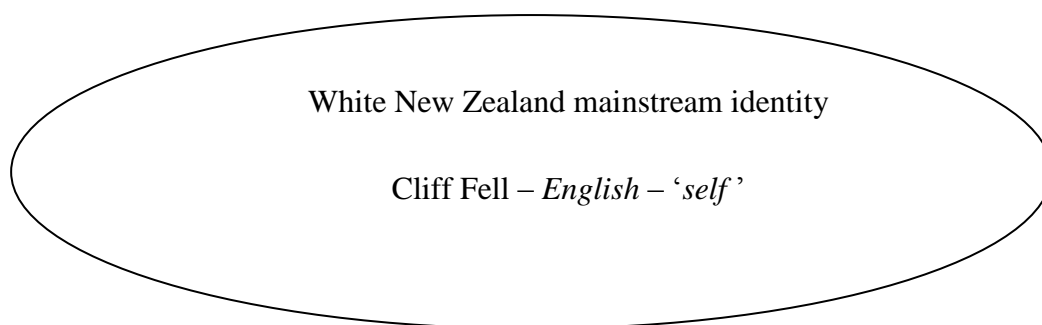 White New Zealand mainstream identity
Cliff Fell – English – ‘self ’